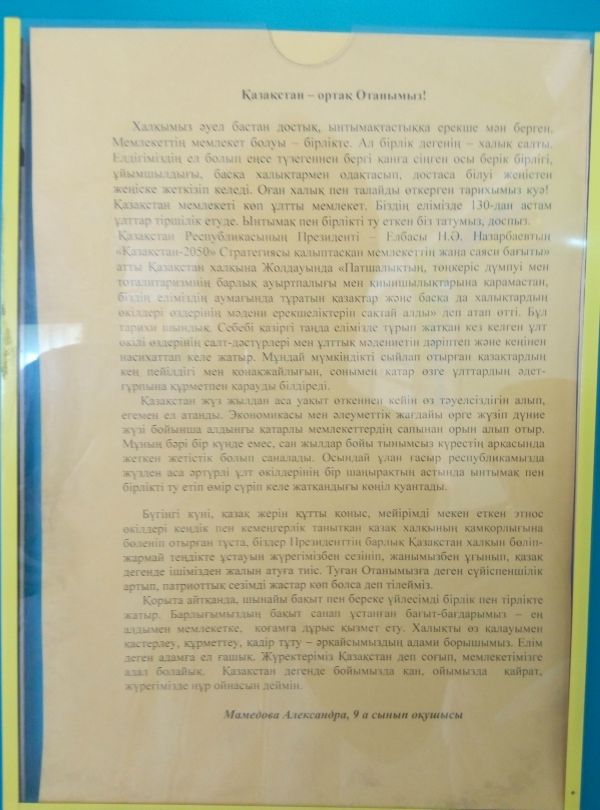 Қазақстан – ортақ Отанымыз!
Халқымыз әуел бастан достық, ынтымақтастыққа ерекше мән берген.
Мемлекеттің мемлекет болуы – бірлікте. Ал бірлік дегенің – халық салты.
Елдігіміздің ел болып еңсе түзегеннен бергі қанға сіңген осы берік бірлігі,
ұйымшылдығы, басқа халықтармен одақтасып, достаса білуі жеңістен
жеңіске жеткізіп келеді. Оған халық пен талайды өткерген тарихымыз куә!
Қазақстан мемлекеті көп ұлтты мемлекет. Біздің елімізде 130-дан астам
ұлттар тіршілік етуде. Ынтымақ пен бірлікті ту еткен біз татумыз, доспыз.
Қазақстан Республикасының Президенті – Елбасы Н.Ә. Назарбаевтың
«Қазақстан-2050» Стратегиясы қалыптасқан мемлекеттің жаңа саяси бағыты»
атты Қазақстан халқына Жолдауында «Патшалықтың, төңкеріс дүмпуі мен
тоталитаризмнің барлық ауыртпалығы мен қиыншылықтарына қарамастан,
біздің еліміздің аумағында тұратын қазақтар және басқа да халықтардың
өкілдері өздерінің мәдени ерекшеліктерін сақтай алды» деп атап өтті. Бұл
тарихи шындық. Себебі қазіргі таңда елімізде тұрып жатқан кез келген ұлт
өкілі өздерінің салт-дәстүрлері мен ұлттық мәдениетін дәріптеп және кеңінен
насихаттап келе жатыр. Мұндай мүмкіндікті сыйлап отырған қазақтардың
кең пейілдігі мен қонақжайлығын, сонымен қатар өзге ұлттардың әдет-
ғұрпына құрметпен қарауды білдіреді.
Қазақстан жүз жылдан аса уақыт өткеннен кейін өз тәуелсіздігін алып,
егемен ел атанды. Экономикасы мен әлеуметтік жағдайы өрге жүзіп дүние
жүзі бойынша алдынғы қатарлы мемлекеттердің сапынан орын алып отыр.
Мұның бәрі бір күнде емес, сан жылдар бойы тынымсыз күрестің арқасында
жеткен жетістік болып саналады. Осындай ұлан ғасыр республикамызда
жүзден аса әртүрлі ұлт өкілдерінің бір шаңырақтың астында ынтымақ пен
бірлікті ту етіп өмір сүріп келе жатқандығы көңіл қуантады.
Бүгінгі күні, қазақ жерін құтты қоныс, мейірімді мекен еткен этнос
өкілдері кеңдік пен кемеңгерлік танытқан қазақ халқының қамқорлығына
бөленіп отырған тұста, біздер Президенттің барлық Қазақстан халқын бөліп-
жармай теңдікте ұстауын жүрегімізбен сезініп, жанымызбен ұғынып, қазақ
дегенде ішімізден жалын атуға тиіс. Туған Отанымызға деген сүйіспеншілік
артып, патриоттық сезімді жастар көп болса деп тілейміз.
Қорыта айтқанда, шынайы бақыт пен береке үйлесімді бірлік пен тірлікте
жатыр. Барлығымыздың бақыз санап ұстанған бағыт-бағдарымыз – ең
алдымен мемлекетке, қоғамға дұрыс қызмет ету. Халықты өз қалауымен
қастерлеу, құрметтеу, қадір тұту – әрқайсымыздың адами борышымыз. Елім
деген адамға ел ғашық. Жүректеріміз Қазақстан деп соғып, мемлекетімізге
адал болайық. Қазақстан дегенде бойымызда қан, ойымызда қайрат,
жүрегімізде нұр ойнасын деймін.
Мамедова Александра, 9 а сынып оқушысы